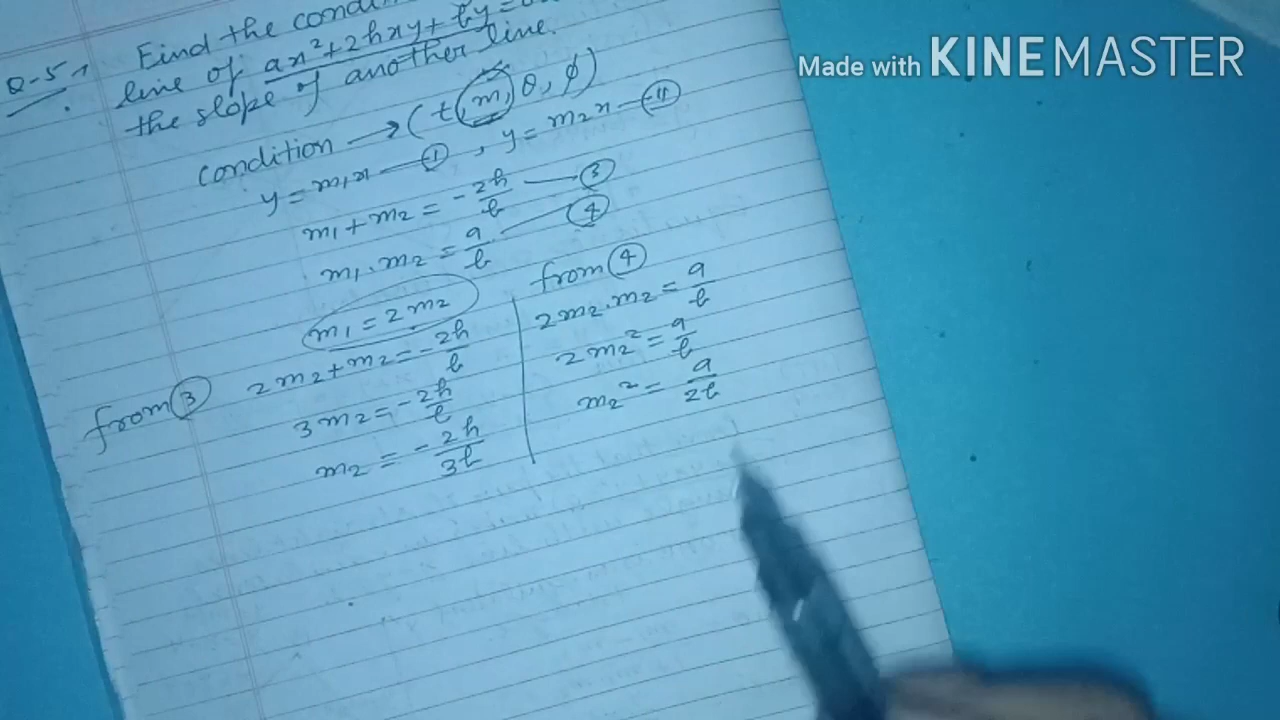 Q-5 Find the condi
line of ax²+2hxy+by=
the slope of another line.
condition → (t, m, θ, φ)
y = m₁x —①, y = m₂x —⑪
m₁ + m₂ = -2h/b —③
m₁.m₂ = a/b —④
m₁ = 2m₂
from ③ 2m₂+m₂ = -2h/b
3m₂ = -2h/b
m₂ = -2h/3b
from ④
2m₂.m₂ = a/b
2m₂² = a/b
m₂² = a/2b
Made with KINEMASTER